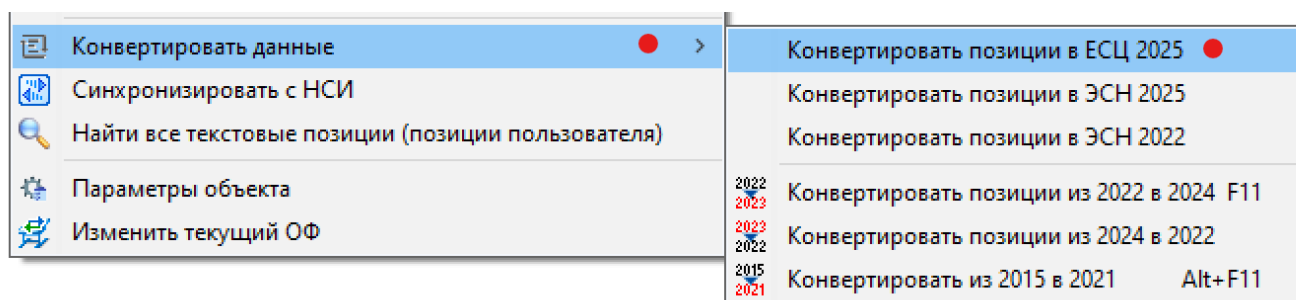 Конвертировать данные
Синхронизировать с НСИ
Найти все текстовые позиции (позиции пользователя)
Параметры объекта
Изменить текущий ОФ
Конвертировать позиции в ЕСЦ 2025
Конвертировать позиции в ЭСН 2025
Конвертировать позиции в ЭСН 2022
2022
2023
Конвертировать позиции из 2022 в 2024 F11
2023
2022
Конвертировать позиции из 2024 в 2022
2015
2021
Конвертировать из 2015 в 2021 Alt+F11